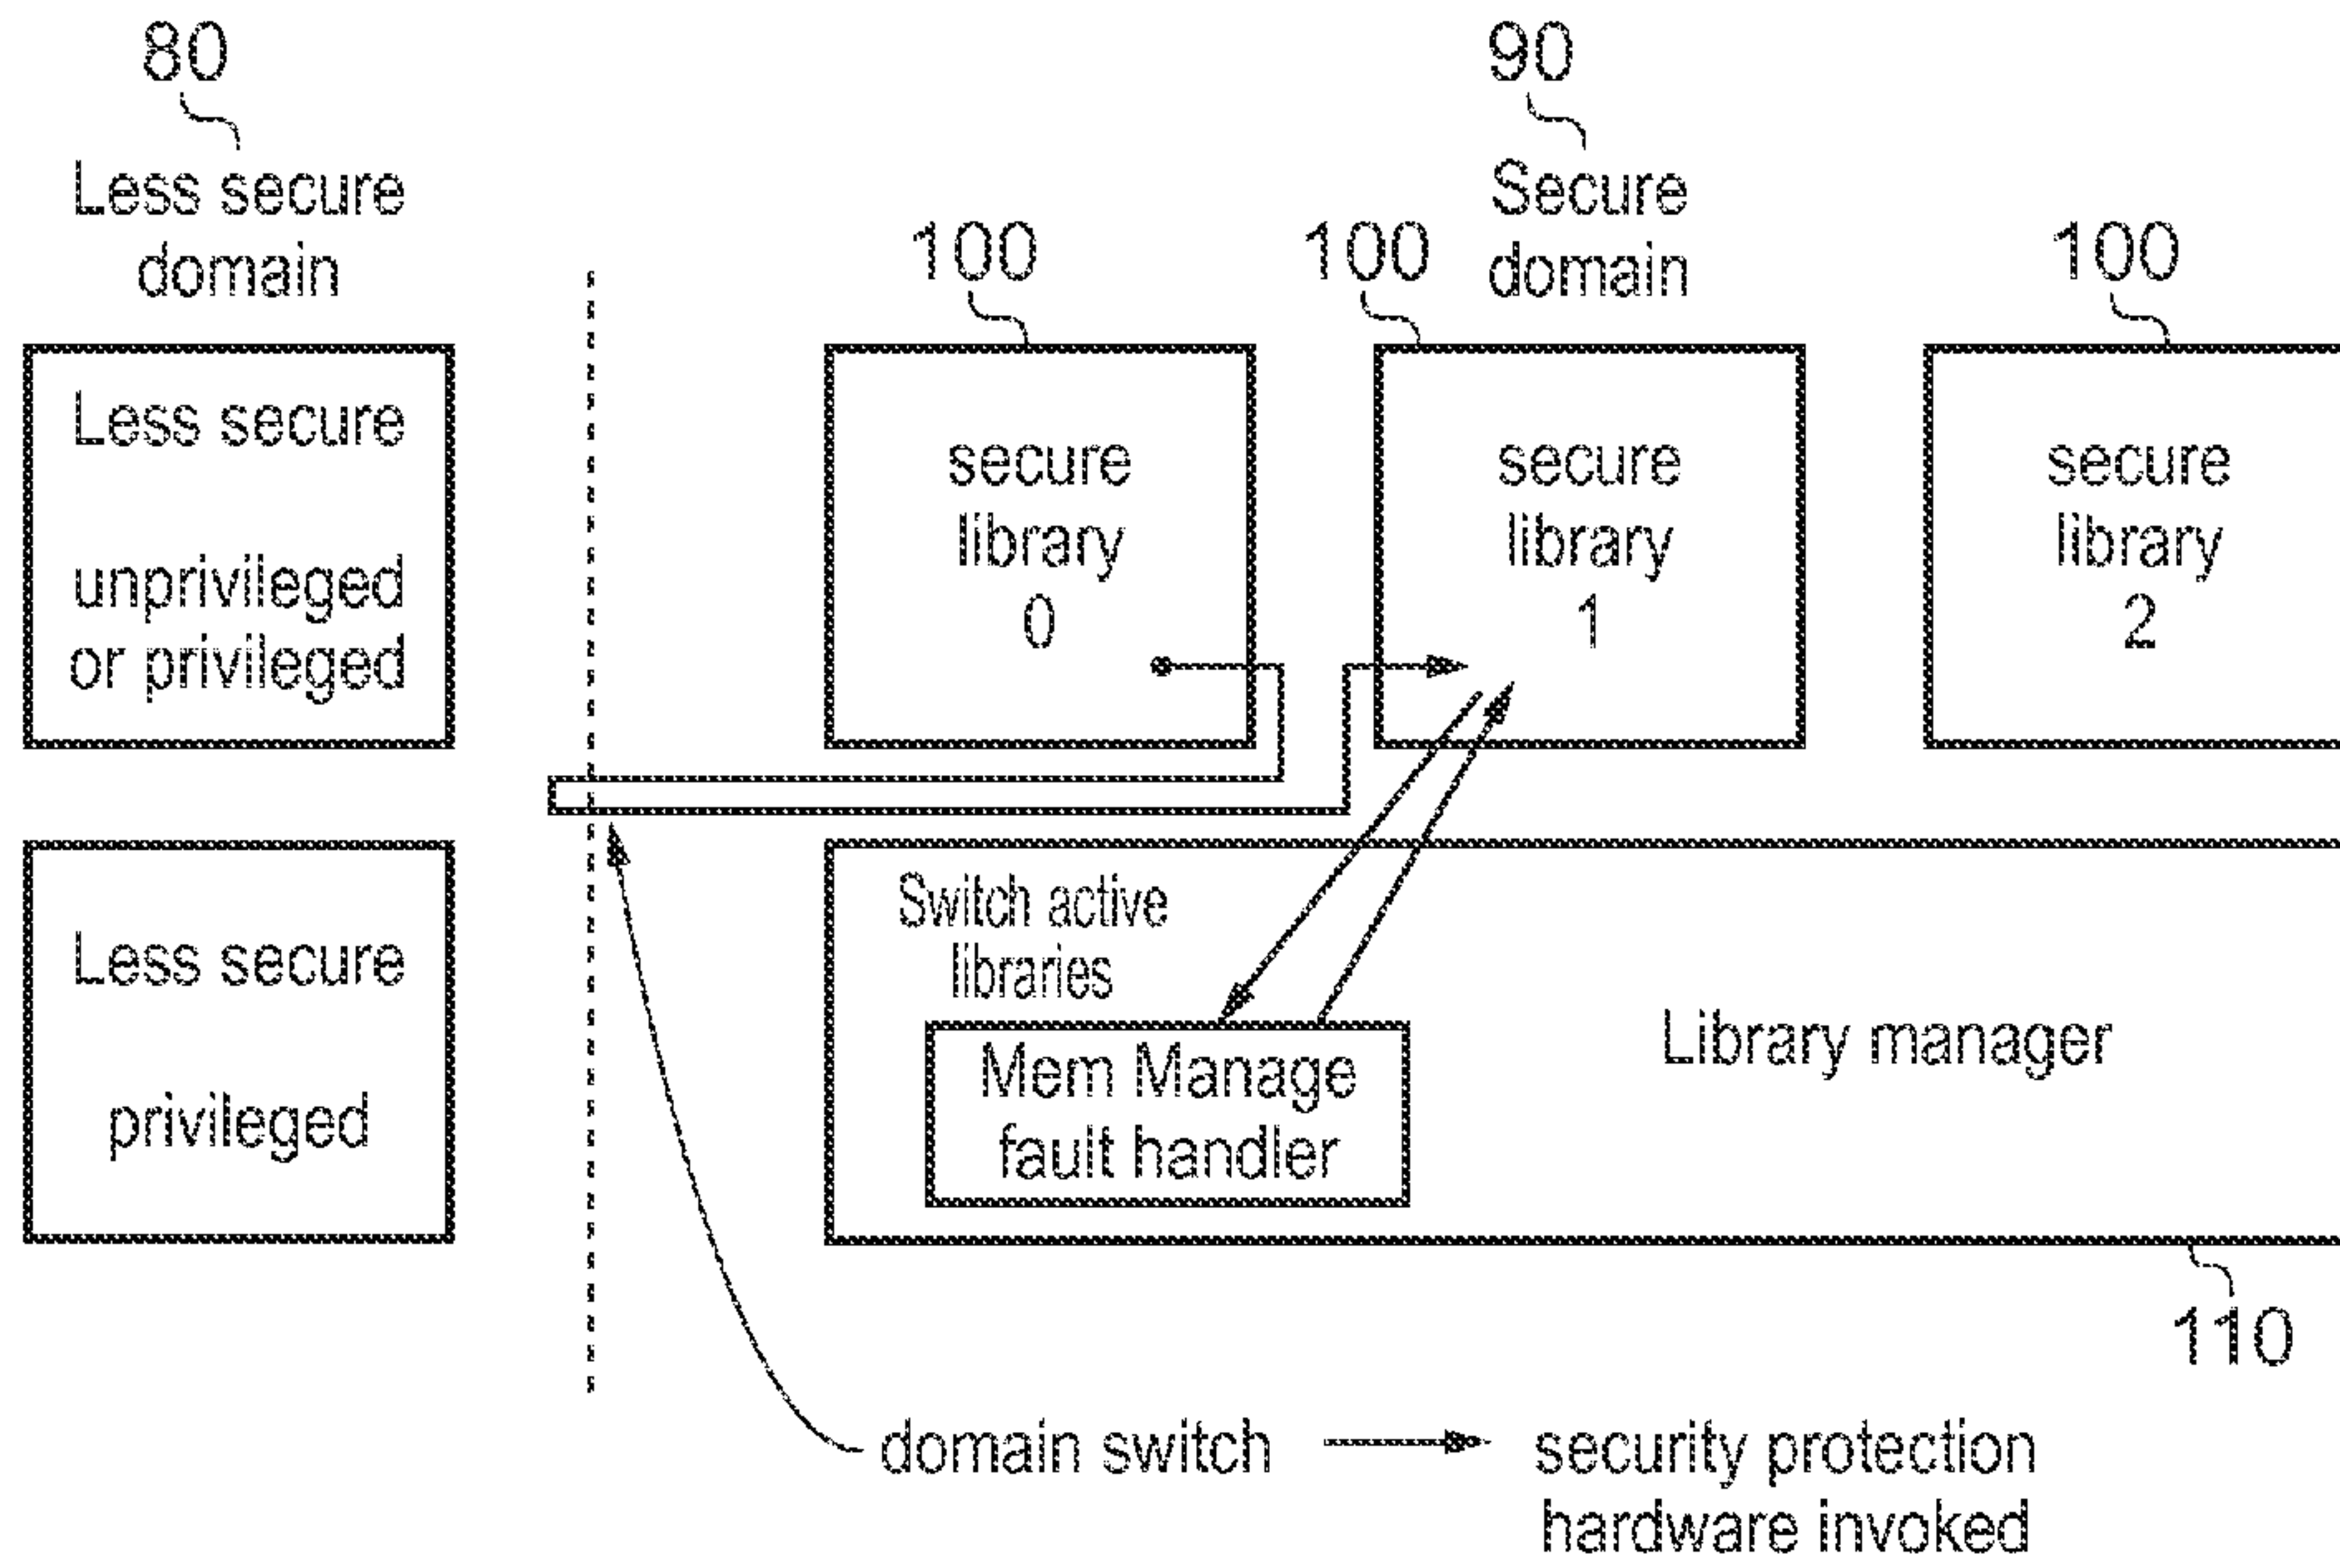 80
Less secure
domain
90
Secure
domain
100
100
100
Less secure
unprivileged
or privileged
secure
library
0
secure
library
1
secure
library
2
Less secure
privileged
Switch active
libraries
Mem Manage
fault handler
Library manager
110
domain switch
security protection
hardware invoked